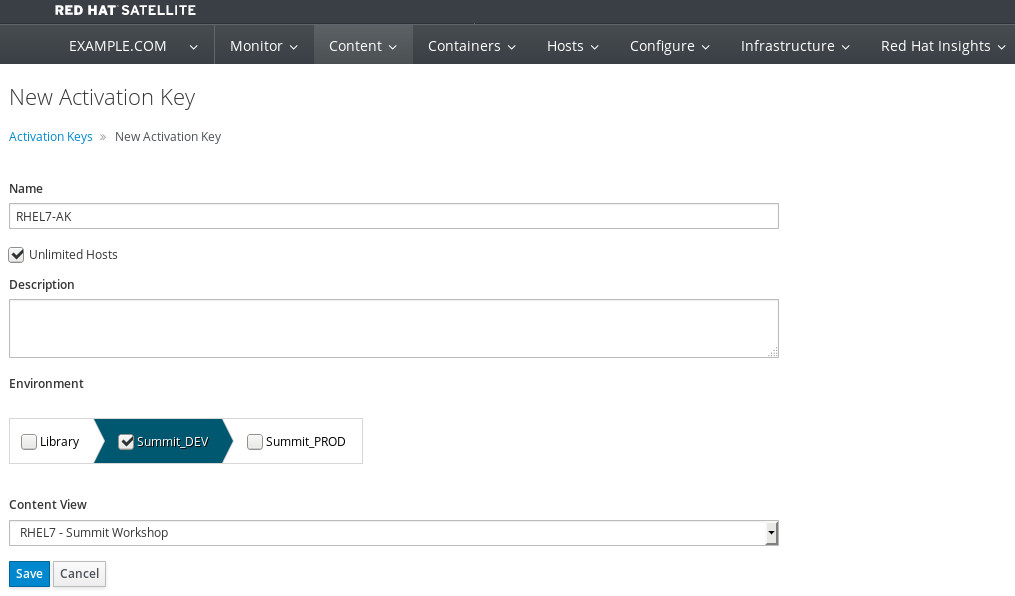 RED HAT SATELLITE
EXAMPLE.COM Monitor Content Containers Hosts Configure Infrastructure Red Hat Insights
New Activation Key
Activation Keys » New Activation Key
Name
RHEL7-AK
Unlimited Hosts
Description
Environment
Library Summit_DEV Summit_PROD
Content View
RHEL7 - Summit Workshop
Save Cancel